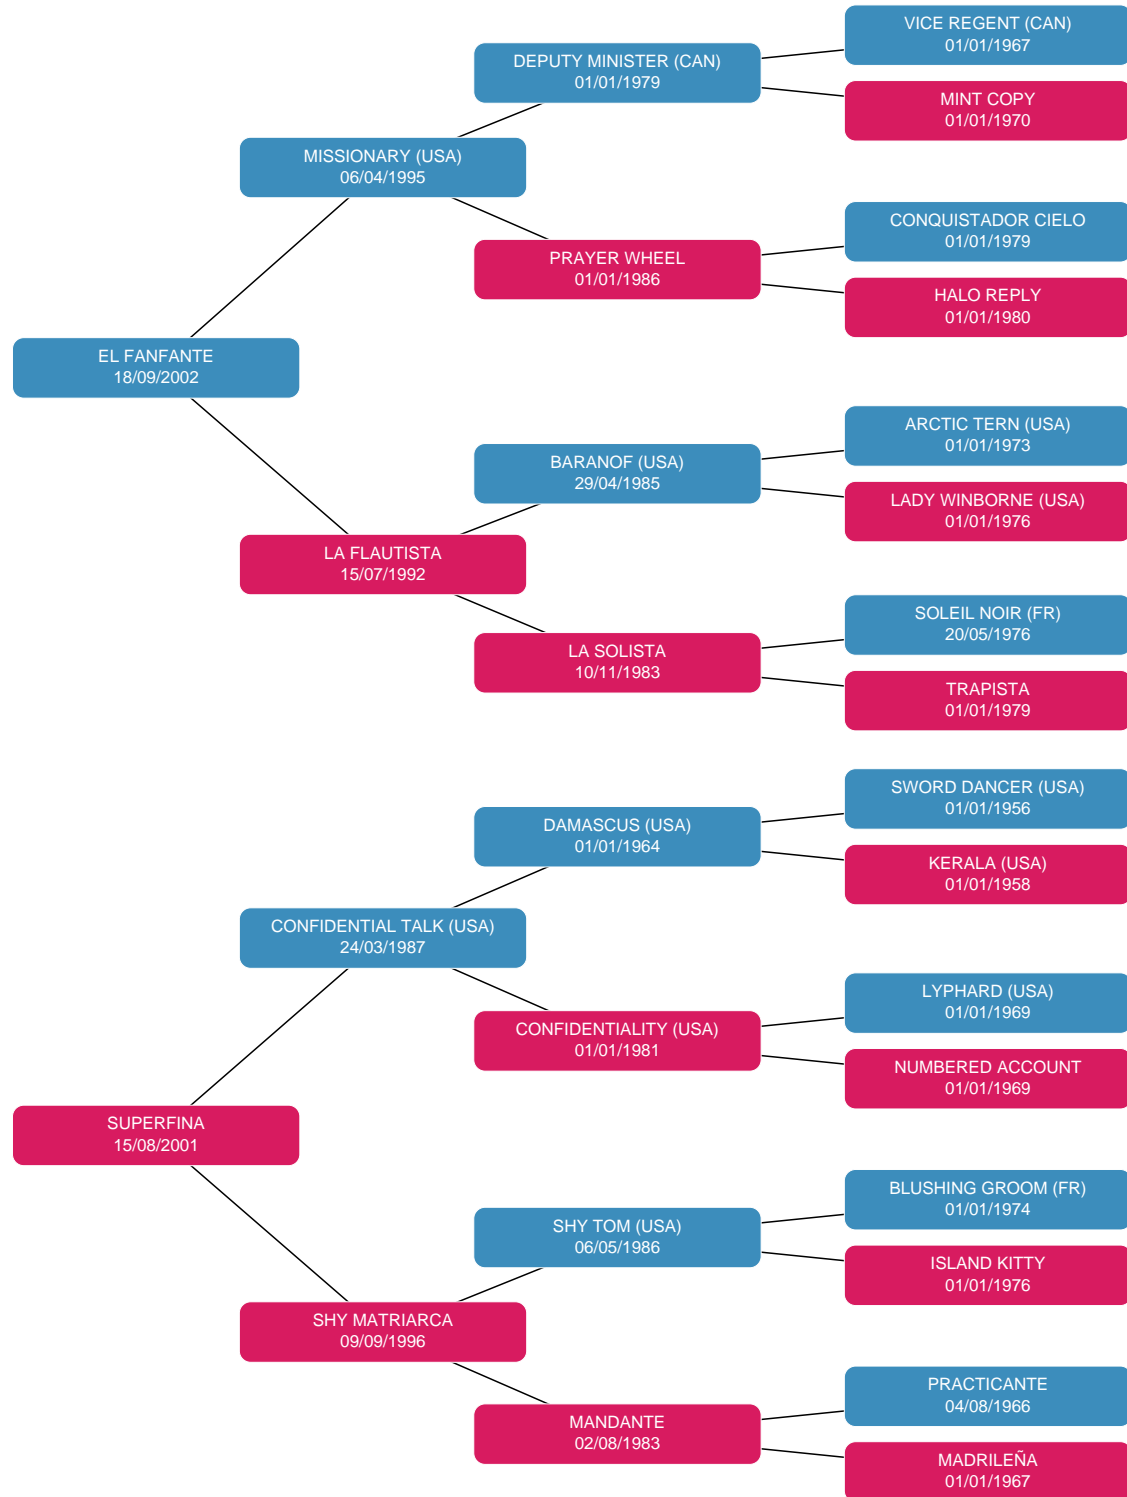 VICE REGENT (CAN)
01/01/1967
DEPUTY MINISTER (CAN)
01/01/1979
MINT COPY
01/01/1970
MISSIONARY (USA)
06/04/1995
CONQUISTADOR CIELO
01/01/1979
PRAYER WHEEL
01/01/1986
HALO REPLY
01/01/1980
EL FANFANTE
18/09/2002
ARCTIC TERN (USA)
01/01/1973
BARANOF (USA)
29/04/1985
LADY WINBORNE (USA)
01/01/1976
LA FLAUTISTA
15/07/1992
SOLEIL NOIR (FR)
20/05/1976
LA SOLISTA
10/11/1983
TRAPISTA
01/01/1979
SWORD DANCER (USA)
01/01/1956
DAMASCUS (USA)
01/01/1964
KERALA (USA)
01/01/1958
CONFIDENTIAL TALK (USA)
24/03/1987
LYPHARD (USA)
01/01/1969
CONFIDENTIALITY (USA)
01/01/1981
NUMBERED ACCOUNT
01/01/1969
SUPERFINA
15/08/2001
BLUSHING GROOM (FR)
01/01/1974
SHY TOM (USA)
06/05/1986
ISLAND KITTY
01/01/1976
SHY MATRIARCA
09/09/1996
PRACTICANTE
04/08/1966
MANDANTE
02/08/1983
MADRILEÑA
01/01/1967